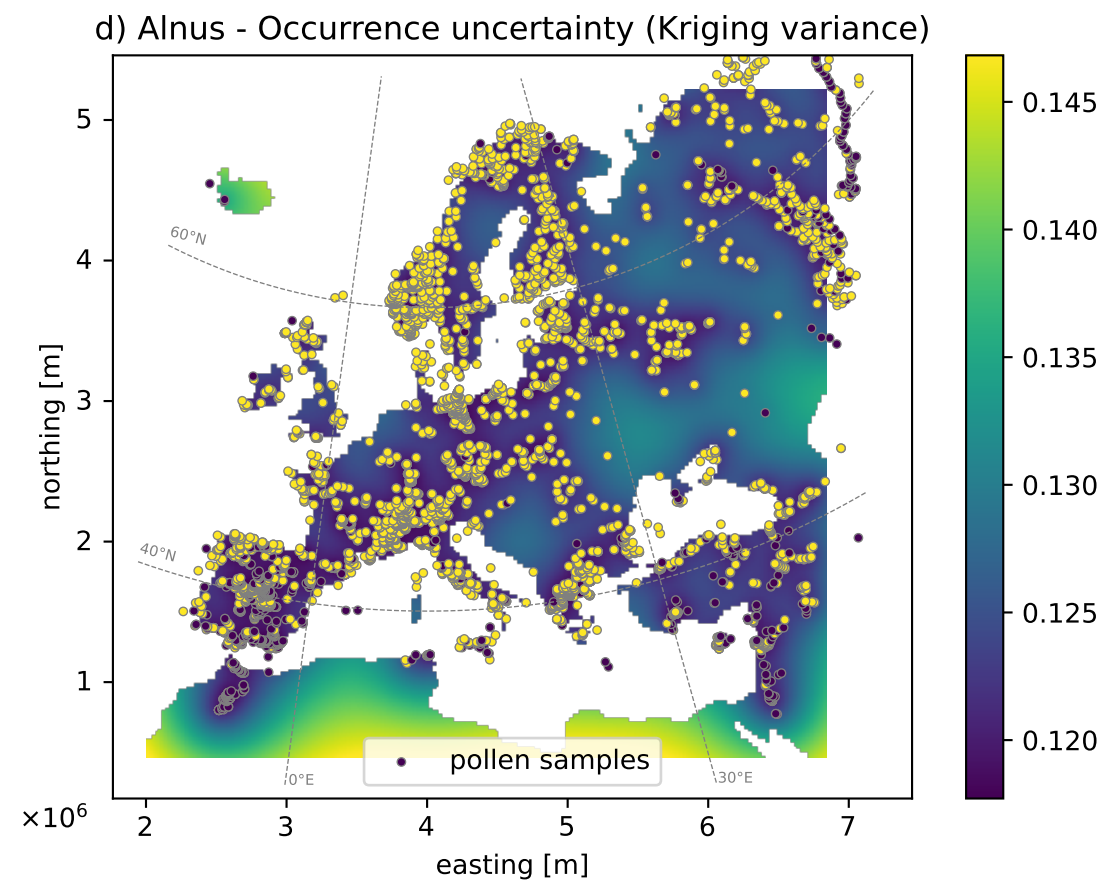 d) Alnus - Occurrence uncertainty (Kriging variance)
northing [m]
5
4
3
2
1
60°N
40°N
0°E
30°E
pollen samples
×10⁶
2 3 4 5 6 7
easting [m]
0.145
0.140
0.135
0.130
0.125
0.120